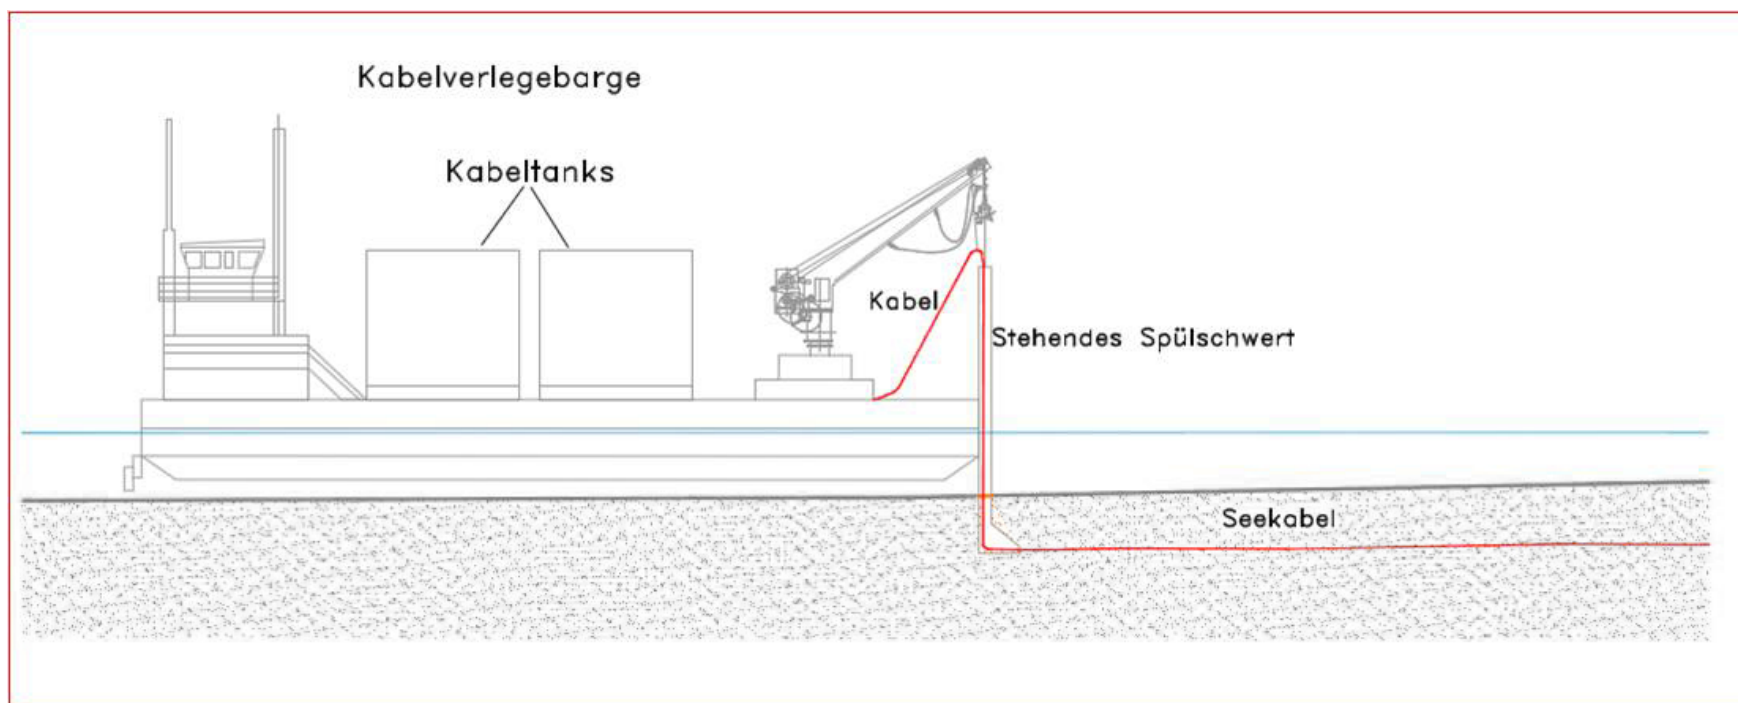 Kabelverlegebarge
Kabeltanks
Kabel
Stehendes Spülschwert
Seekabel